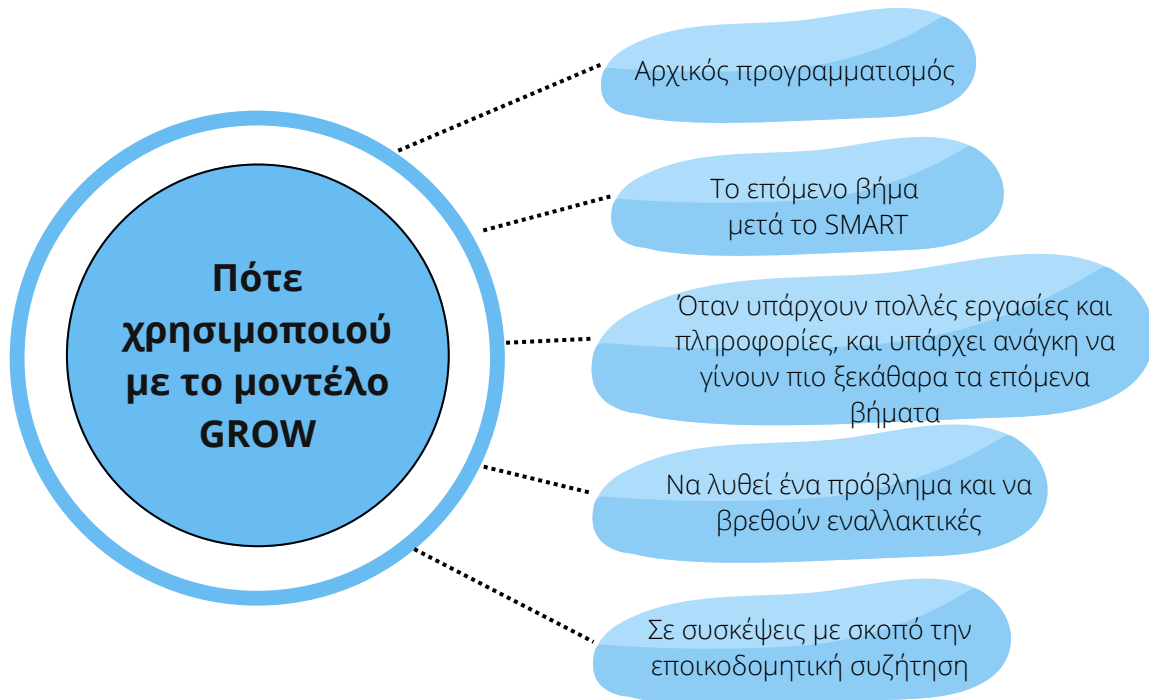 Πότε
χρησιμοποιού
με το μοντέλο
GROW
Αρχικός προγραμματισμός
Το επόμενο βήμα
μετά το SMART
Όταν υπάρχουν πολλές εργασίες και
πληροφορίες, και υπάρχει ανάγκη να
γίνουν πιο ξεκάθαρα τα επόμενα
βήματα
Να λυθεί ένα πρόβλημα και να
βρεθούν εναλλακτικές
Σε συσκέψεις με σκοπό την
εποικοδομητική συζήτηση